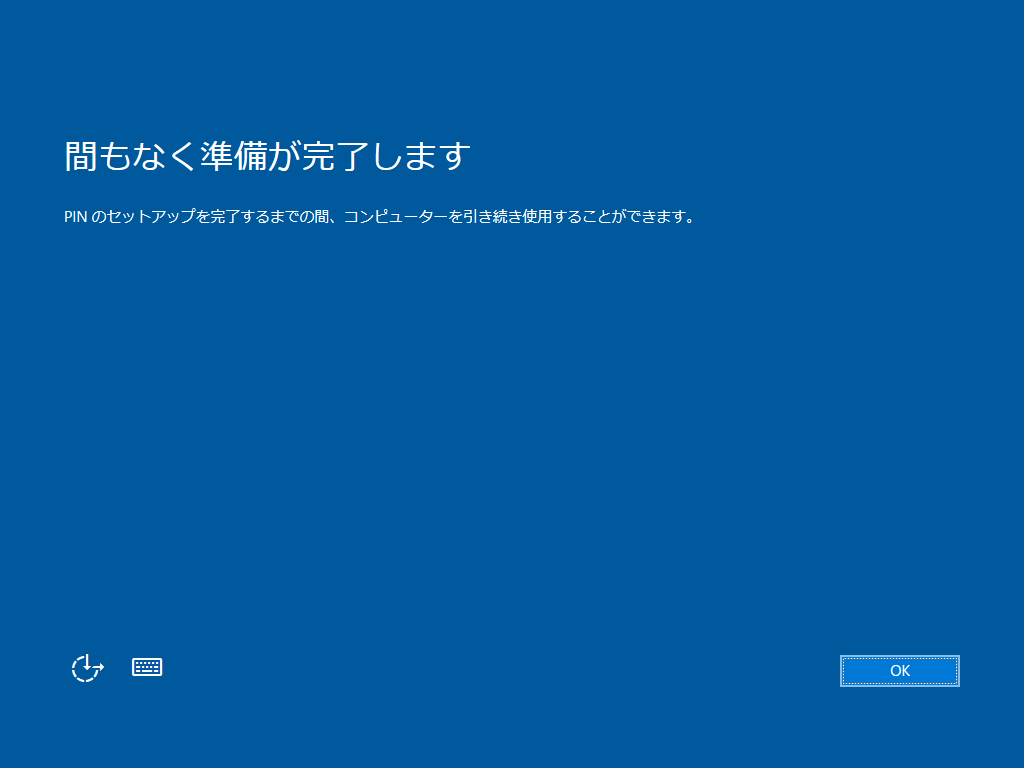 間もなく準備が完了します
PIN のセットアップを完了するまでの間、コンピューターを引き続き使用することができます。
OK